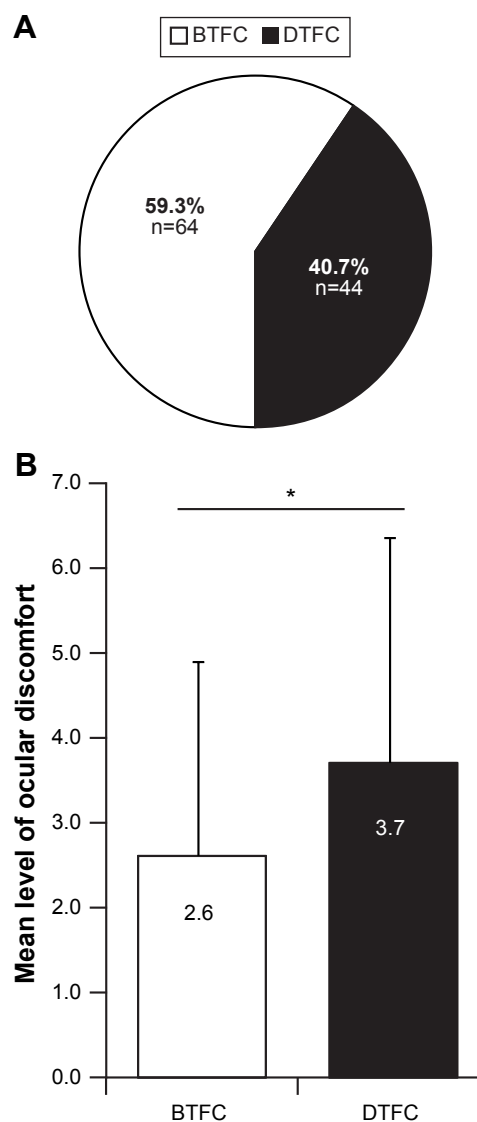 A
BTFC DTFC
59.3%
n=64
40.7%
n=44
B
Mean level of ocular discomfort
7.0
6.0
5.0
4.0
3.0
2.0
1.0
0.0
*
2.6
3.7
BTFC DTFC